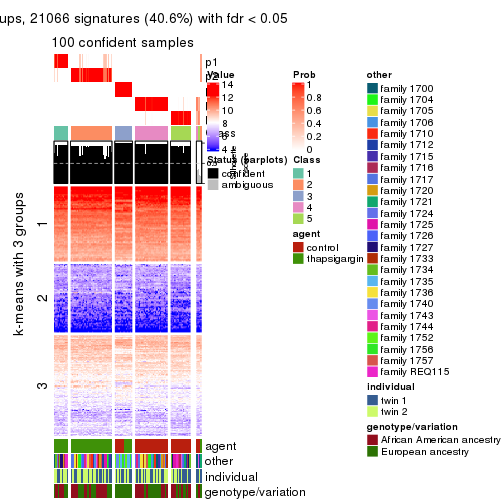 ups, 21066 signatures (40.6%) with fdr < 0.05
100 confident samples
p1
p2
Value
14
12
10
8
6
4
Prob
1
0.8
0.6
0.4
0.2
0
Status (barplots)
confident
ambiguous
Class
1
2
3
4
5
agent
control
thapsigargin
other
family 1700
family 1704
family 1705
family 1706
family 1710
family 1712
family 1715
family 1716
family 1717
family 1720
family 1721
family 1724
family 1725
family 1726
family 1727
family 1733
family 1734
family 1735
family 1736
family 1740
family 1743
family 1744
family 1752
family 1756
family 1757
family REQ115
individual
twin 1
twin 2
genotype/variation
African American ancestry
European ancestry
k-means with 3 groups
1
2
3
agent
other
individual
genotype/variation